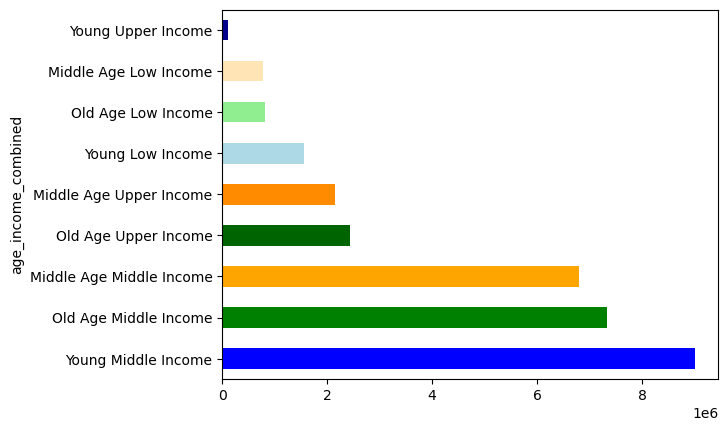 Young Upper Income
Middle Age Low Income
Old Age Low Income
Young Low Income
Middle Age Upper Income
Old Age Upper Income
Middle Age Middle Income
Old Age Middle Income
Young Middle Income
age_income_combined
0 2 4 6 8
1e6